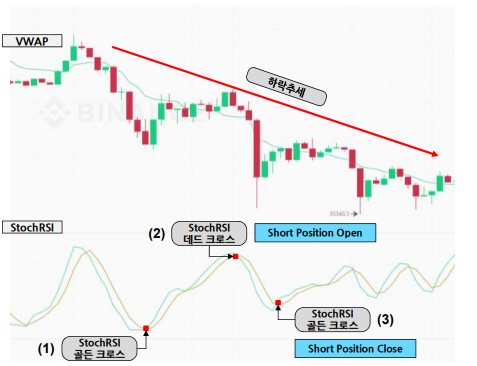 VWAP
하락추세
BINANCE
35340.3
StochRSI
(2)
StochRSI
데드 크로스
Short Position Open
(1)
StochRSI
골든 크로스
StochRSI
골든 크로스
(3)
Short Position Close